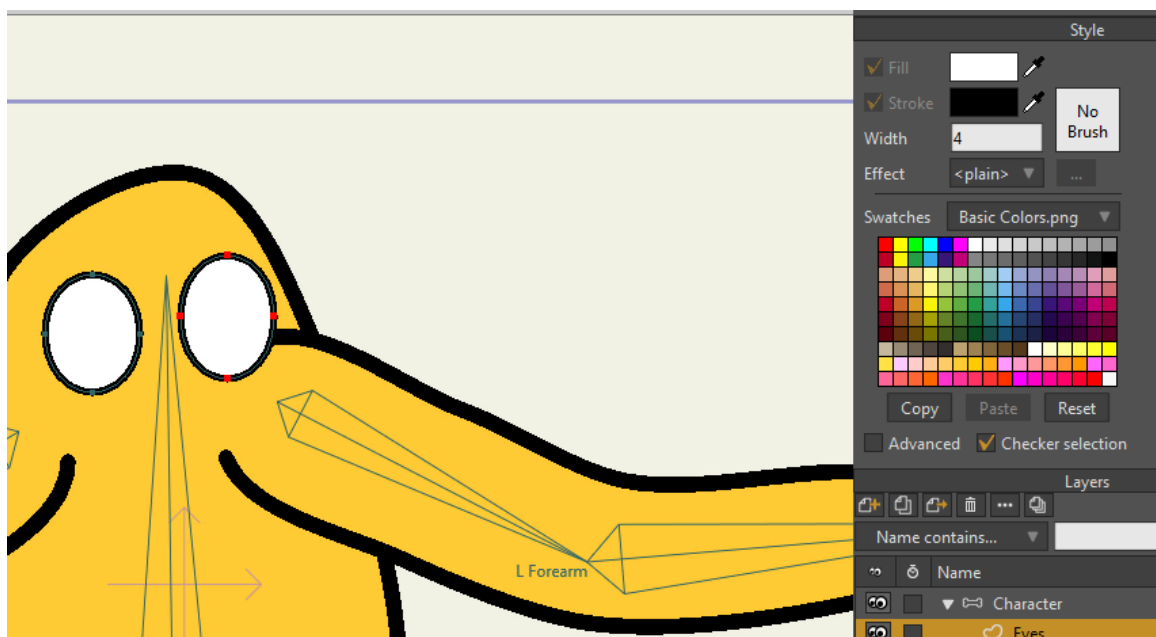 Style
Fill
Stroke
No
Brush
Width
4
Effect
<plain>
...
Swatches
Basic Colors.png
Copy
Paste
Reset
Advanced
Checker selection
Layers
Name contains...
Name
Character
Eyes
L Forearm